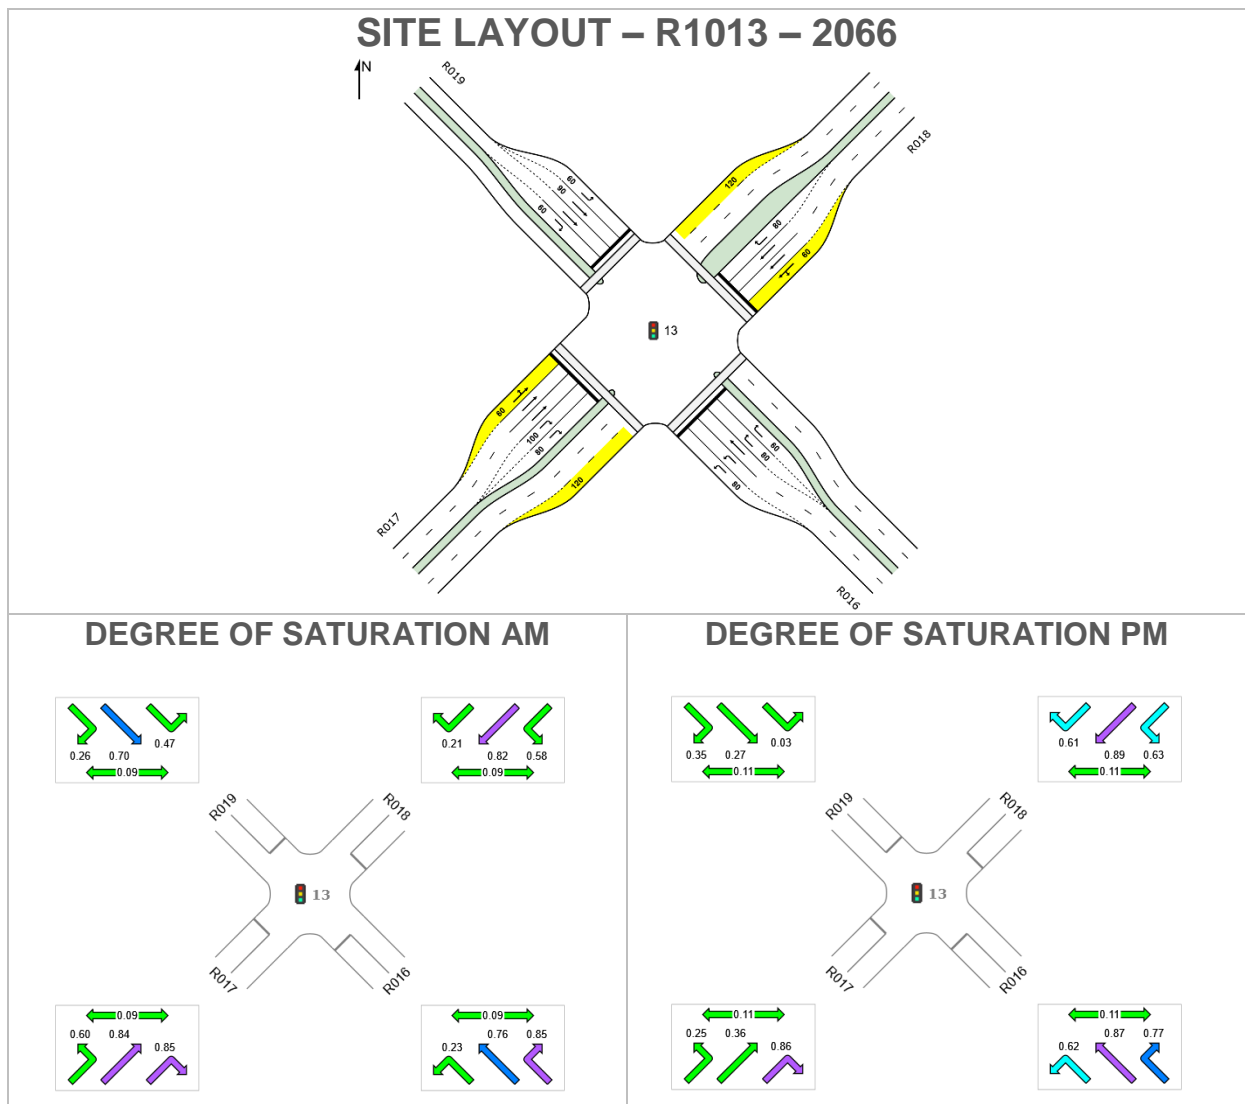 SITE LAYOUT – R1013 – 2066
N
R019
R018
60
90
60
120
80
60
13
60
100
80
120
60
80
80
R017
R016
DEGREE OF SATURATION AM
DEGREE OF SATURATION PM
0.26 0.70 0.47
0.09
0.21 0.82 0.58
0.09
R019
R018
13
R017
R016
0.09
0.60 0.84 0.85
0.09
0.23 0.76 0.85
0.35 0.27 0.03
0.11
0.61 0.89 0.63
0.11
R019
R018
13
R017
R016
0.11
0.25 0.36 0.86
0.11
0.62 0.87 0.77